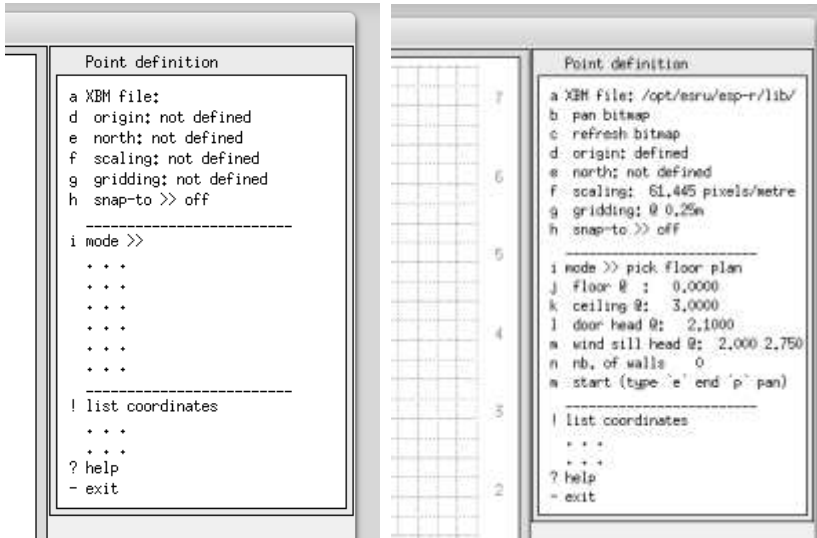 Point definition
a XBM file:
d origin: not defined
e north: not defined
f scaling: not defined
g gridding: not defined
h snap-to >> off
i mode >>
. . .
. . .
. . .
. . .
. . .
. . .
! list coordinates
. . .
. . .
? help
- exit
7
6
5
4
3
2
Point definition
a XBM file: /opt/esru/esp-r/lib/
b pan bitmap
c refresh bitmap
d origin: defined
e north: not defined
f scaling: 61.445 pixels/metre
g gridding: @ 0.25m
h snap-to >> off
i mode >> pick floor plan
j floor @ : 0.0000
k ceiling @: 3.0000
l door head @: 2.1000
m wind sill head @: 2.000 2.750
n nb. of walls 0
m start (type `e` end `p` pan)
! list coordinates
. . .
. . .
? help
- exit